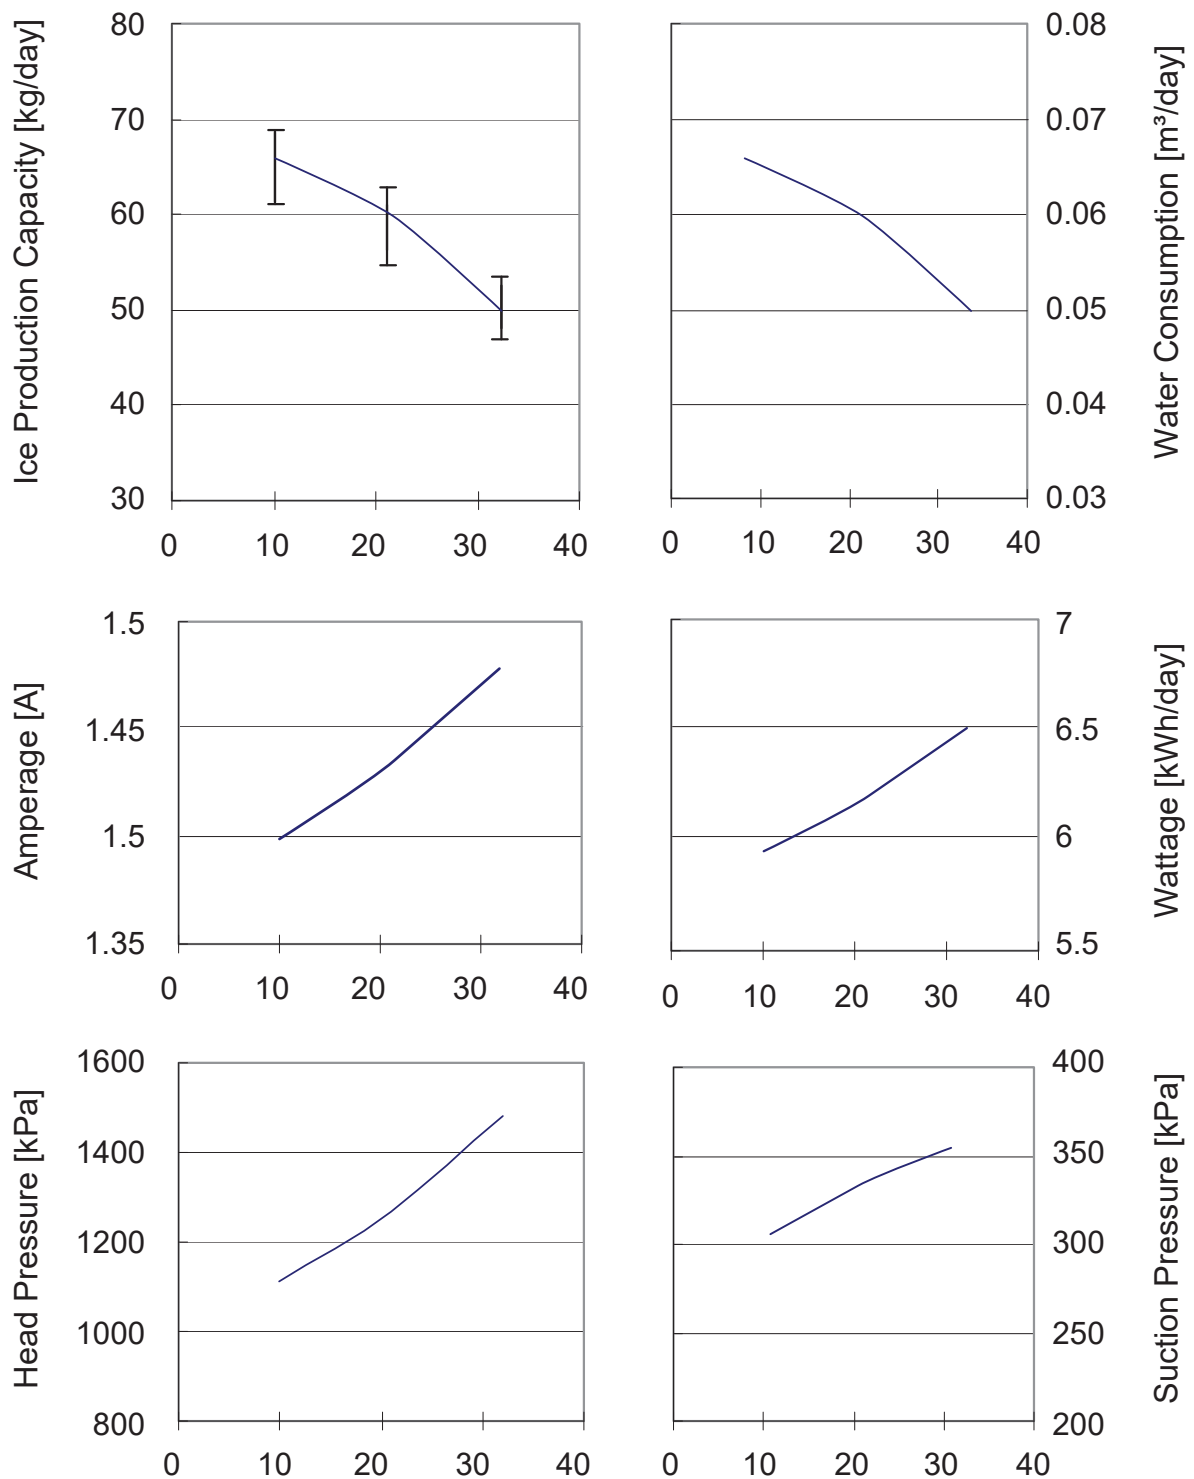 Ice Production Capacity [kg/day]
80
70
60
50
40
30
0 10 20 30 40
0.08
0.07
0.06
0.05
0.04
0.03
Water Consumption [m³/day]
0 10 20 30 40
Amperage [A]
1.5
1.45
1.5
1.35
0 10 20 30 40
7
6.5
6
5.5
Wattage [kWh/day]
0 10 20 30 40
Head Pressure [kPa]
1600
1400
1200
1000
800
0 10 20 30 40
400
350
300
250
200
Suction Pressure [kPa]
0 10 20 30 40